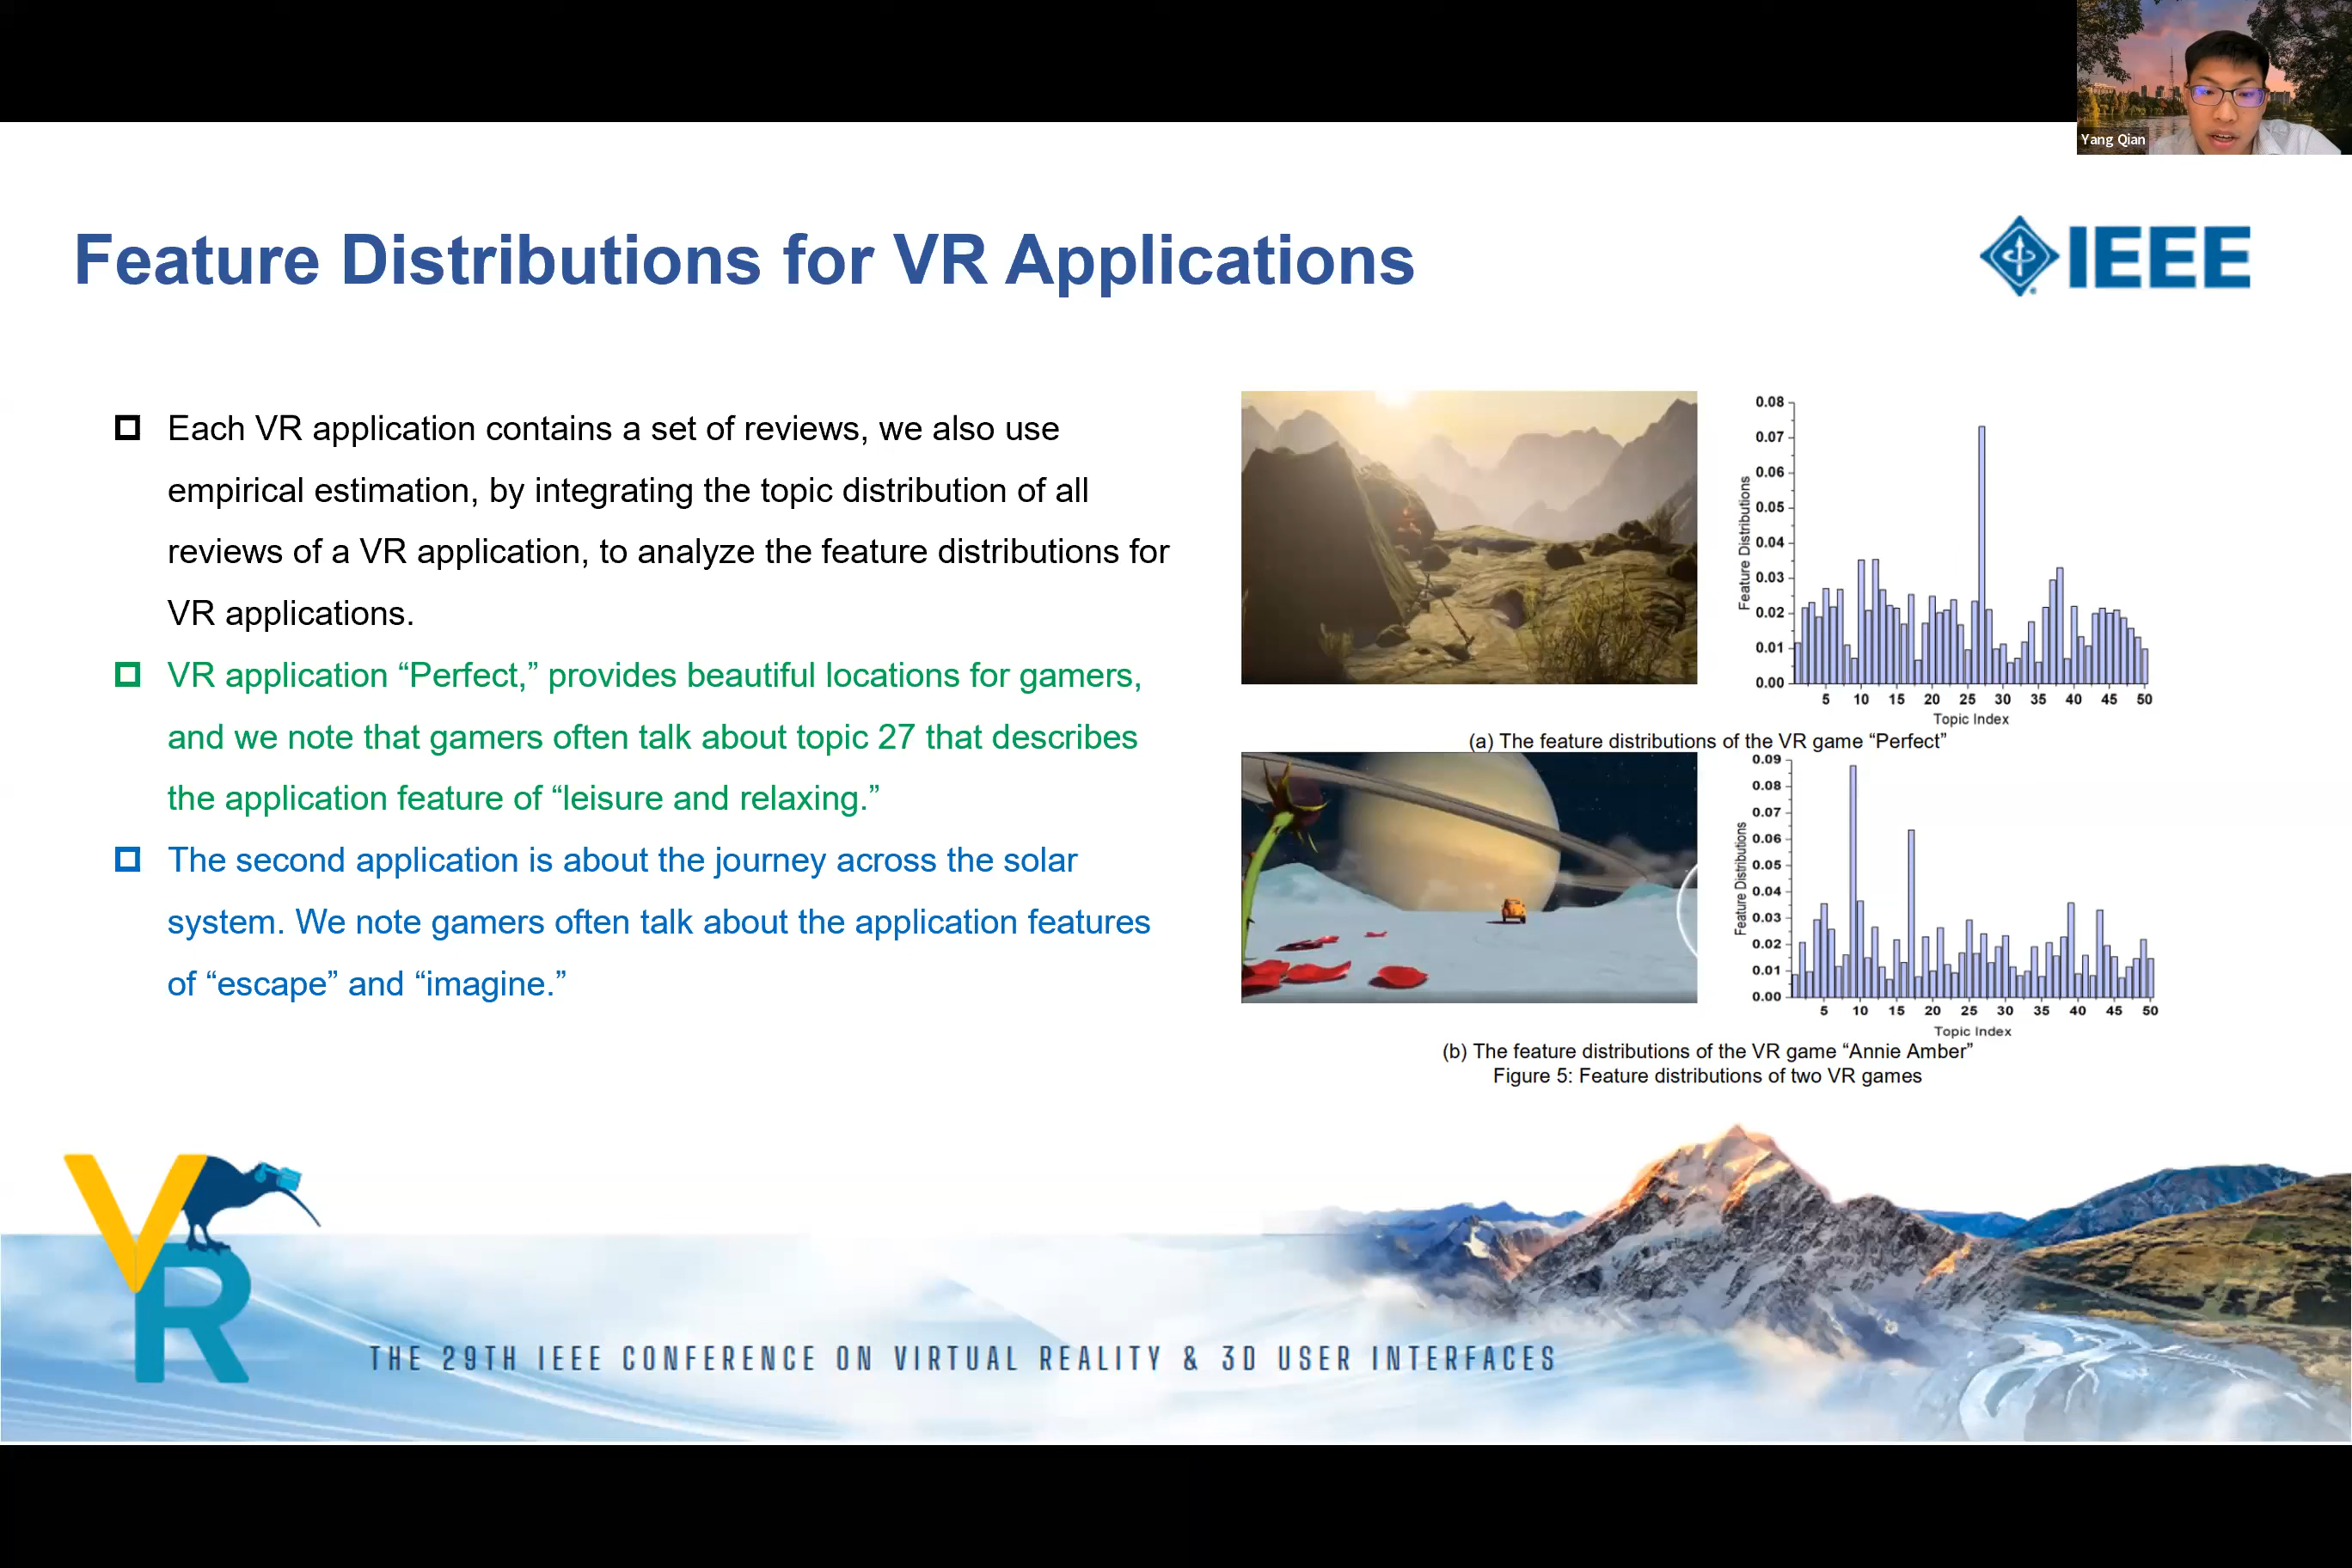 Yang Qian
Feature Distributions for VR Applications
IEEE
Each VR application contains a set of reviews, we also use
empirical estimation, by integrating the topic distribution of all
reviews of a VR application, to analyze the feature distributions for
VR applications.
VR application “Perfect,” provides beautiful locations for gamers,
and we note that gamers often talk about topic 27 that describes
the application feature of “leisure and relaxing.”
The second application is about the journey across the solar
system. We note gamers often talk about the application features
of “escape” and “imagine.”
Feature Distributions
0.08
0.07
0.06
0.05
0.04
0.03
0.02
0.01
0.00
5 10 15 20 25 30 35 40 45 50
Topic Index
(a) The feature distributions of the VR game “Perfect”
Feature Distributions
0.09
0.08
0.07
0.06
0.05
0.04
0.03
0.02
0.01
0.00
5 10 15 20 25 30 35 40 45 50
Topic Index
(b) The feature distributions of the VR game “Annie Amber”
Figure 5: Feature distributions of two VR games
VR
THE 29TH IEEE CONFERENCE ON VIRTUAL REALITY & 3D USER INTERFACES